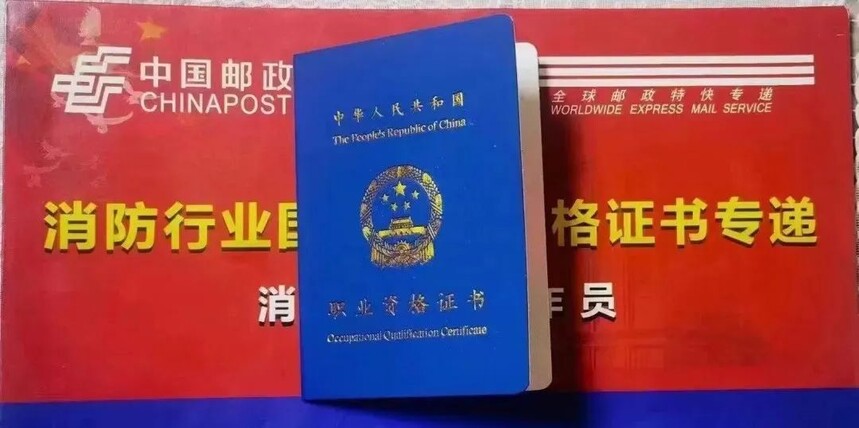 中国邮政
CHINAPOST
全球邮政特快专递
WORLDWIDE EXPRESS MAIL SERVICE
中华人民共和国
The People's Republic of China
消防行业国
格证书专递
消
作员
职业资格证书
Occupational Qualification Certificate